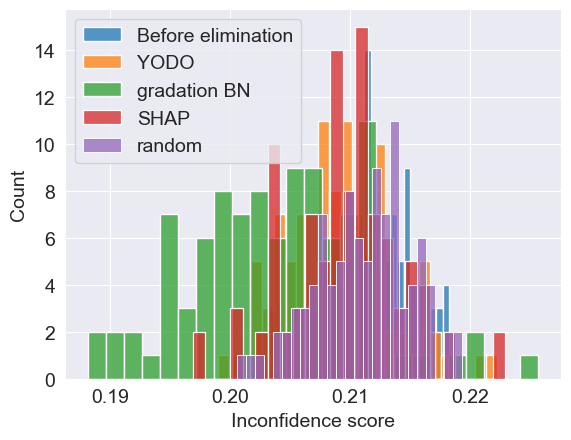 Before elimination
YODO
gradation BN
SHAP
random
14
12
10
8
6
4
2
0
Count
0.19
0.20
0.21
0.22
Inconfidence score